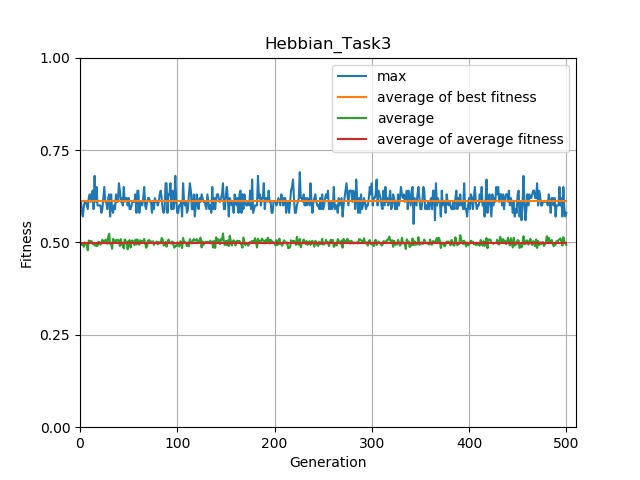 Hebbian_Task3
1.00
0.75
0.50
0.25
0.00
Fitness
max
average of best fitness
average
average of average fitness
0 100 200 300 400 500
Generation